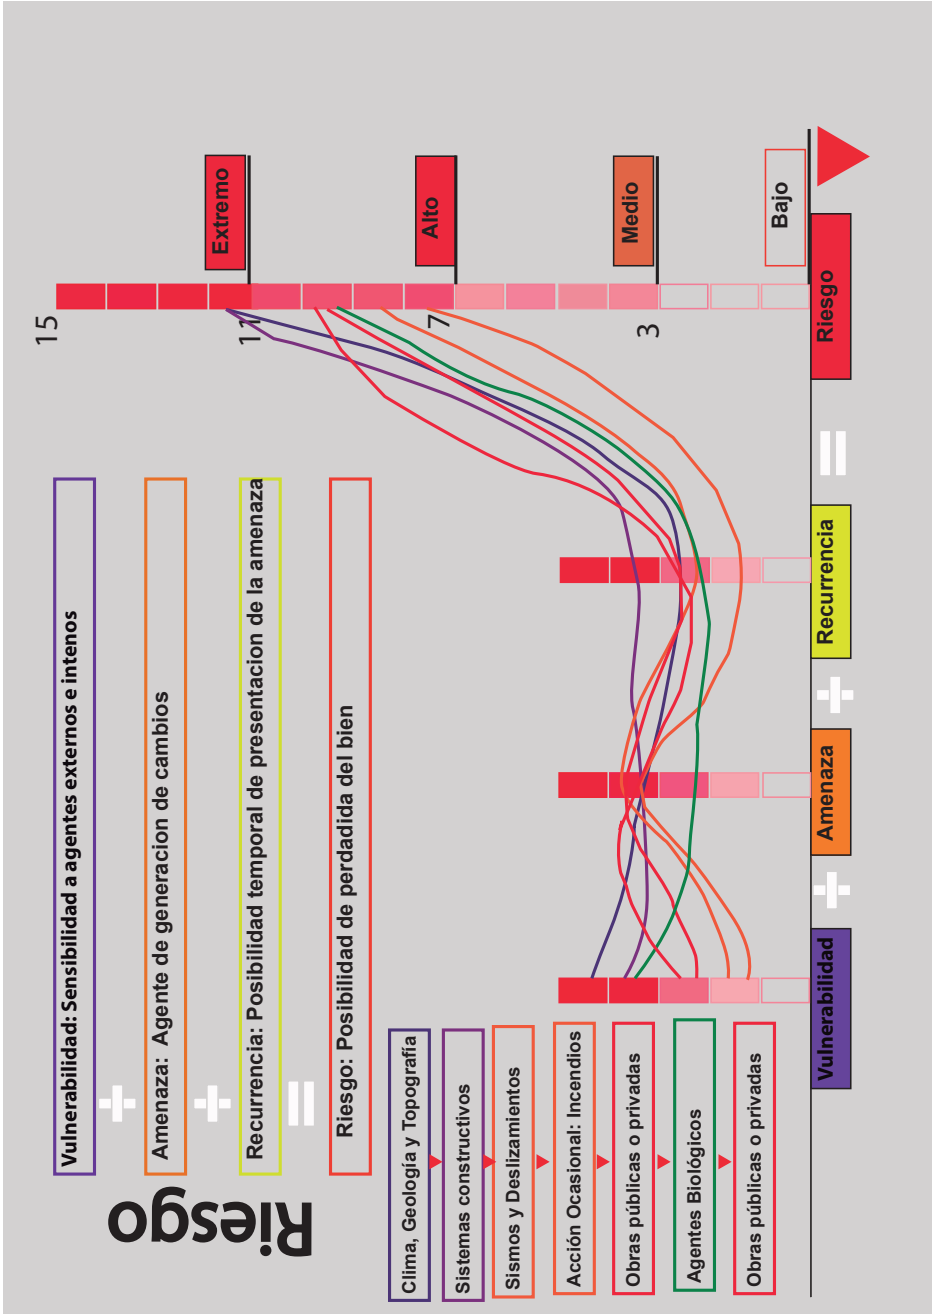 Riesgo
Vulnerabilidad: Sensibilidad a agentes externos e intenos
Amenaza: Agente de generacion de cambios
Recurrencia: Posibilidad temporal de presentacion de la amenaza
Riesgo: Posibilidad de perdadida del bien
Clima, Geología y Topografía
Sistemas constructivos
Sismos y Deslizamientos
Acción Ocasional: Incendios
Obras públicas o privadas
Agentes Biológicos
Obras públicas o privadas
15
11
7
3
Extremo
Alto
Medio
Bajo
Vulnerabilidad
Amenaza
Recurrencia
Riesgo